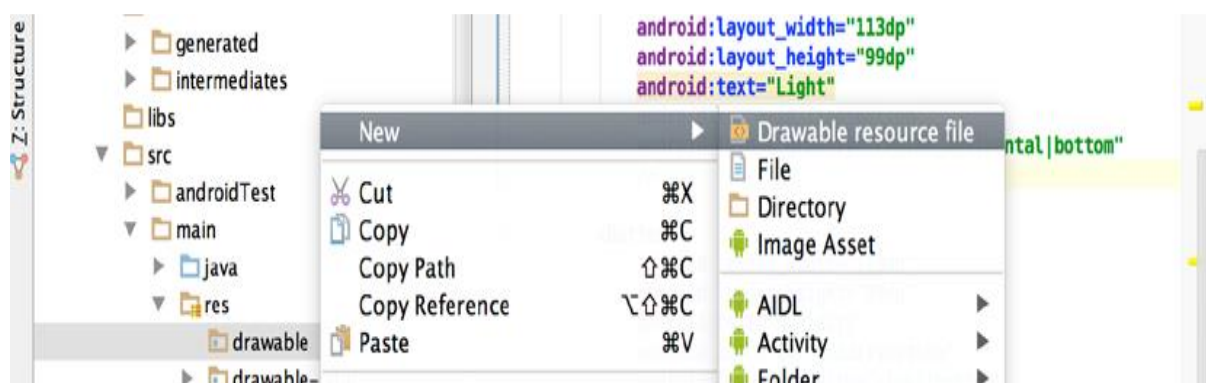 Z: Structure
generated
intermediates
libs
src
androidTest
main
java
res
drawable
drawable-
android:layout_width="113dp"
android:layout_height="99dp"
android:text="Light"
ntal|bottom"
New
Cut ⌘X
Copy ⌘C
Copy Path ⇧⌘C
Copy Reference ⌥⇧⌘C
Paste ⌘V
Drawable resource file
File
Directory
Image Asset
AIDL
Activity
Folder